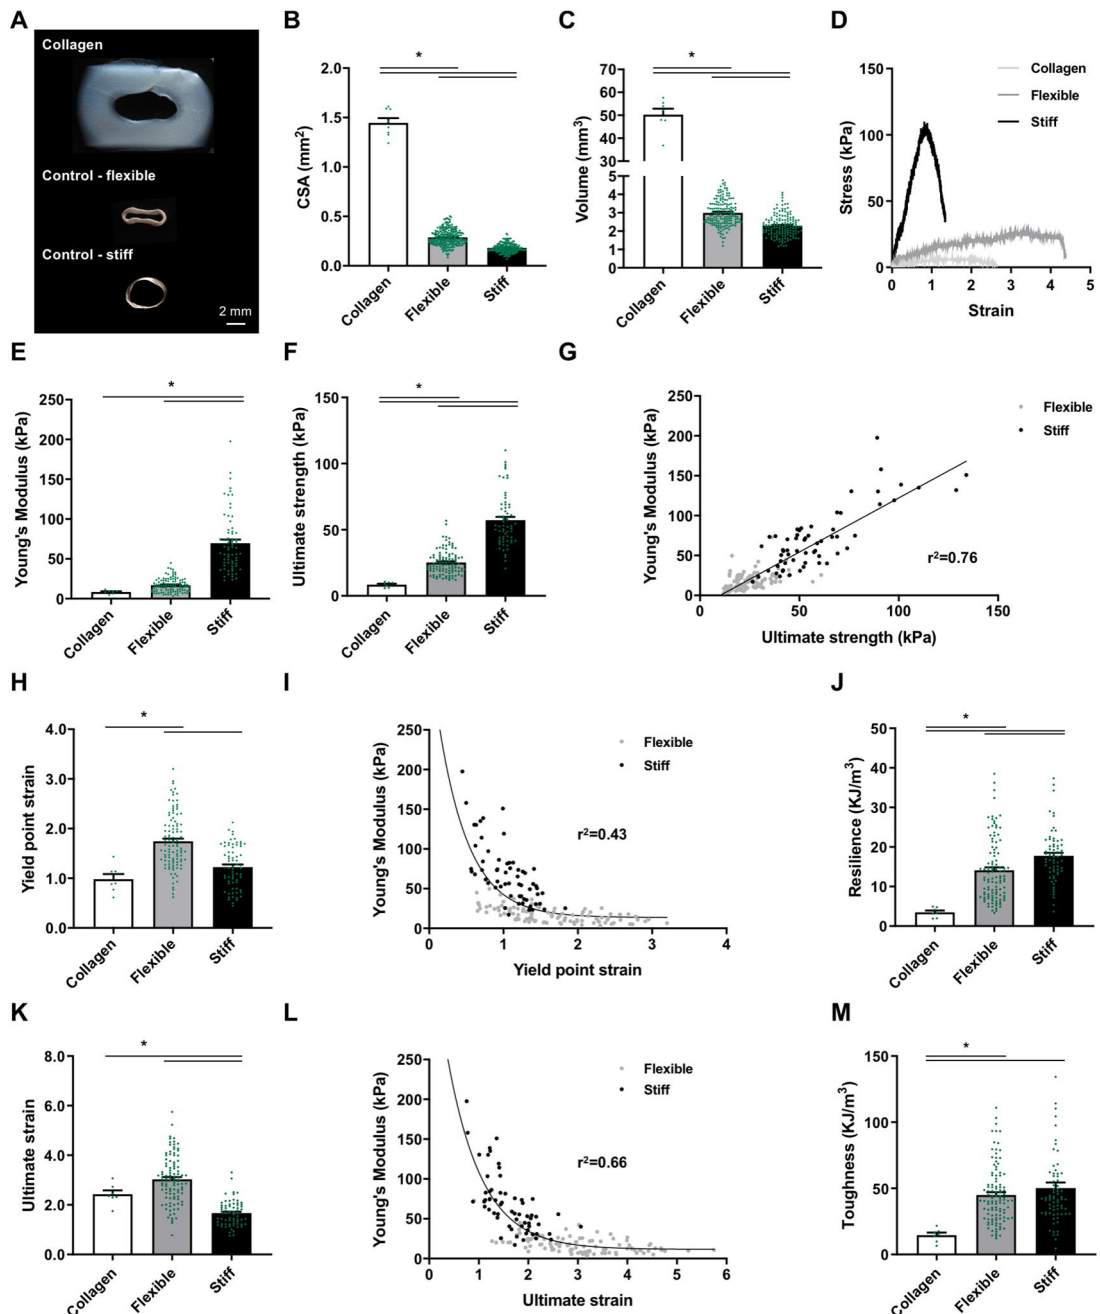 A
Collagen
Control - flexible
Control - stiff
2 mm
B
*
CSA (mm²)
2.0
1.5
1.0
0.5
0.0
Collagen
Flexible
Stiff
C
*
Volume (mm³)
70
60
50
40
30
5
4
3
2
1
0
Collagen
Flexible
Stiff
D
Stress (kPa)
150
100
50
0
0
1
2
3
4
5
Strain
Collagen
Flexible
Stiff
E
*
Young's Modulus (kPa)
250
200
150
100
50
0
Collagen
Flexible
Stiff
F
*
Ultimate strength (kPa)
150
100
50
0
Collagen
Flexible
Stiff
G
Young's Modulus (kPa)
250
200
150
100
50
0
0
50
100
150
Ultimate strength (kPa)
Flexible
Stiff
r²=0.76
H
*
Yield point strain
4.0
3.0
2.0
1.0
0.0
Collagen
Flexible
Stiff
I
Young's Modulus (kPa)
250
200
150
100
50
0
0
1
2
3
4
Yield point strain
Flexible
Stiff
r²=0.43
J
*
Resilience (KJ/m³)
50
40
30
20
10
0
Collagen
Flexible
Stiff
K
*
Ultimate strain
8.0
6.0
4.0
2.0
0.0
Collagen
Flexible
Stiff
L
Young's Modulus (kPa)
250
200
150
100
50
0
0
1
2
3
4
5
6
Ultimate strain
Flexible
Stiff
r²=0.66
M
*
Toughness (KJ/m³)
150
100
50
0
Collagen
Flexible
Stiff